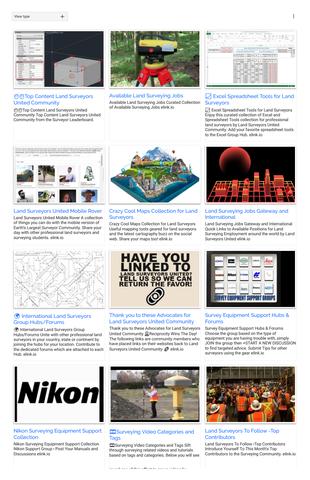 View type
Top Content Land Surveyors
United Community
Top Content Land Surveyors United
Community Top Content Land Surveyors United
Community from the Surveyor Leaderboard.
Available Land Surveying Jobs
Available Land Surveying Jobs Curated Collection
of Available Surveying Jobs elink.io
Excel Spreadsheet Tools for Land
Surveyors
Excel Spreadsheet Tools for Land Surveyors
Enjoy this curated collection of Excel and
Spreadsheet Tools collection for professional
land surveyors by Land Surveyors United
Community. Add your favorite spreadsheet tools
to the Excel Group Hub. elink.io
Land Surveyors United Mobile Rover
Land Surveyors United Mobile Rover A collection
of things you can do with the mobile version of
Earth's Largest Surveyor Community. Share your
day with other professional land surveyors and
surveying students. elink.io
Crazy Cool Maps Collection for Land
Surveyors
Crazy Cool Maps Collection for Land Surveyors
Useful mapping tools geared for land surveyors
and the latest cartography buzz on the social
web. Share your maps too! elink.io
Land Surveying Jobs Gateway and
International
Land Surveying Jobs Gateway and International
Quick Links to Available Positions for Land
Surveying Employment around the world by Land
Surveyors United elink.io
International Land Surveyors
Group Hubs/Forums
International Land Surveyors Group
Hubs/Forums Unite with other professional land
surveyors in your country, state or continent by
joining the hubs for your location. Contribute to
the dedicated forums which are attached to each
Hub. elink.io
HAVE YOU
LINKED TO
LAND SURVEYORS UNITED?
TELL US SO WE CAN
RETURN THE FAVOR!
Thank you to these Advocates for
Land Surveyors United Community
Thank you to these Advocates for Land Surveyors
United Community Reciprocity Wins The Day!
The following links are community members who
have placed links on their websites back to Land
Surveyors United Community elink.io
SURVEY EQUIPMENT SUPPORT GROUPS
Survey Equipment Support Hubs &
Forums
Survey Equipment Support Hubs & Forums
Choose the group based on the type of
equipment you are having trouble with, simply
JOIN the group then +START A NEW DISCUSSION
to find targeted advice. Submit Tips for other
surveyors using the gear elink.io
Nikon
Nikon Surveying Equipment Support
Collection
Nikon Surveying Equipment Support Collection
Nikon Support Group - Post Your Manuals and
Discussions elink.io
Surveying Video Categories and
Tags
Surveying Video Categories and Tags Sift
through surveying related videos and tutorials
based on tags and categories. Below you will see
Land Surveyors To Follow -Top
Contributors
Land Surveyors To Follow -Top Contributors
Introduce Yourself To This Month's Top
Contributors to the Surveying Community. elink.io